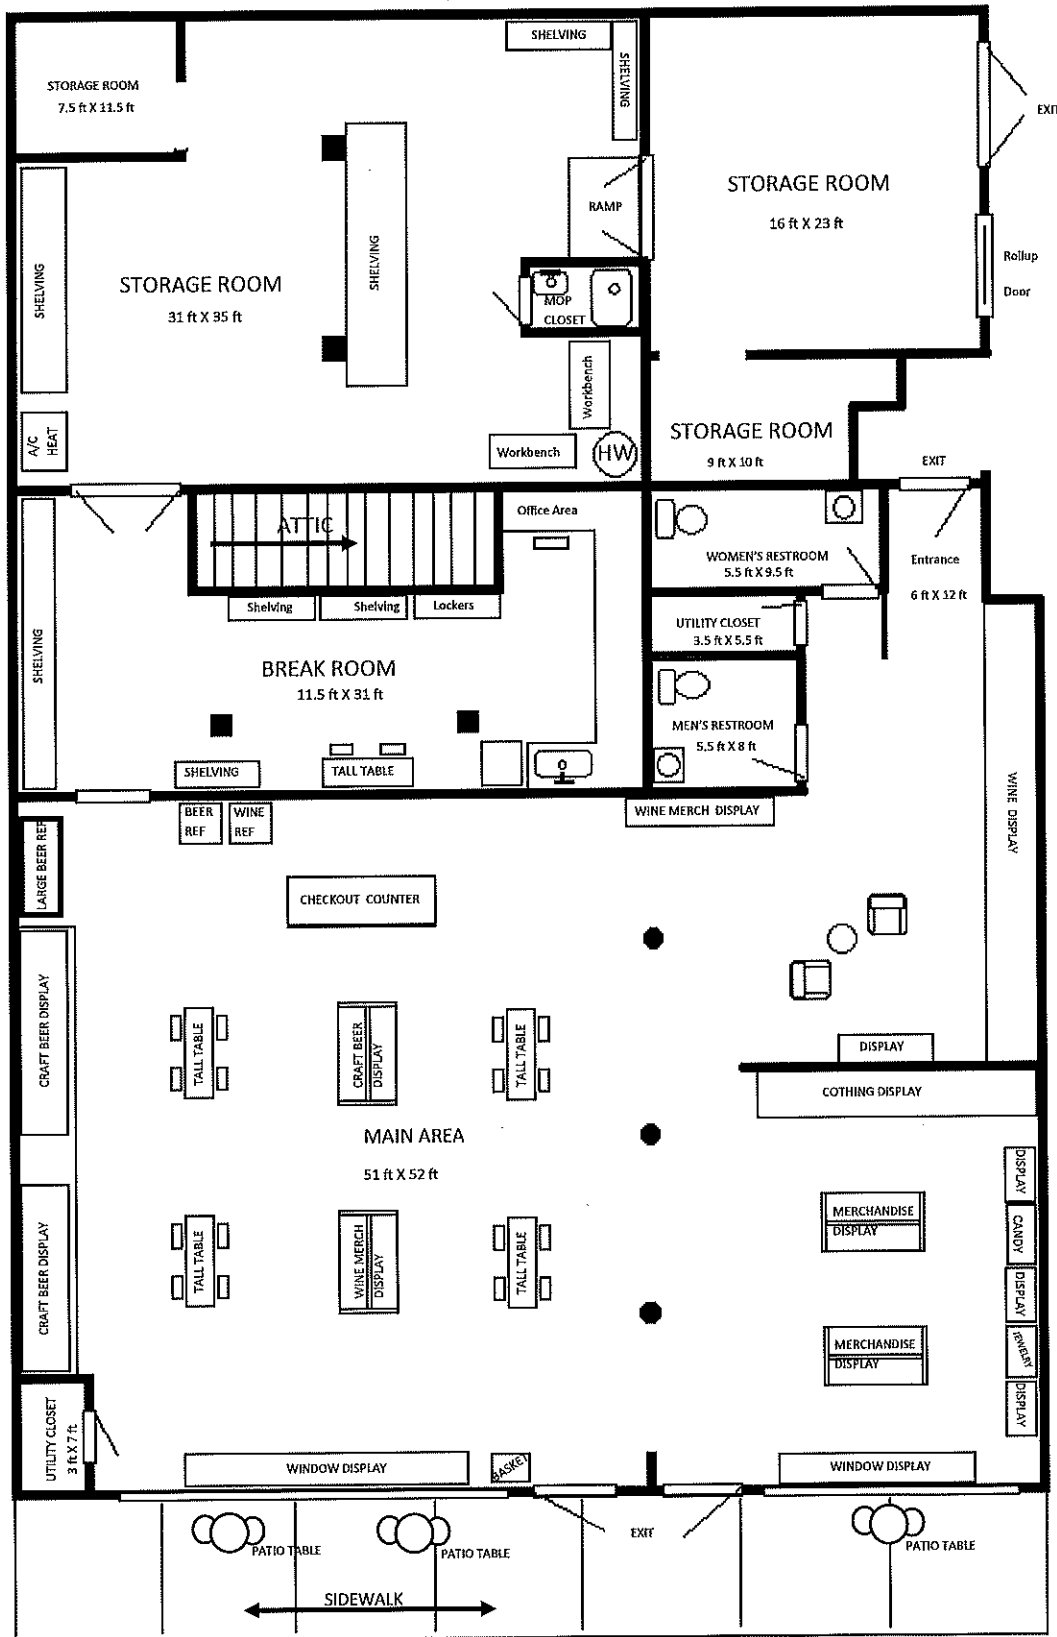 SHELVING
SHELVING
STORAGE ROOM
7.5 ft X 11.5 ft
EXIT
STORAGE ROOM
16 ft X 23 ft
RAMP
SHELVING
SHELVING
STORAGE ROOM
31 ft X 35 ft
Rollup
Door
MOP
CLOSET
Workbench
A/C
HEAT
Workbench
HW
STORAGE ROOM
9 ft X 10 ft
EXIT
ATTIC
Office Area
WOMEN'S RESTROOM
5.5 ft X 9.5 ft
Entrance
6 ft X 12 ft
Shelving
Shelving
Lockers
UTILITY CLOSET
3.5 ft X 5.5 ft
SHELVING
BREAK ROOM
11.5 ft X 31 ft
MEN'S RESTROOM
5.5 ft X 8 ft
SHELVING
TALL TABLE
WINE DISPLAY
BEER
REF
WINE
REF
WINE MERCH DISPLAY
LARGE BEER REF
CHECKOUT COUNTER
CRAFT BEER DISPLAY
TALL TABLE
CRAFT BEER
DISPLAY
TALL TABLE
DISPLAY
COTHING DISPLAY
MAIN AREA
51 ft X 52 ft
DISPLAY
CANDY
DISPLAY
JEWELRY
DISPLAY
MERCHANDISE
DISPLAY
CRAFT BEER DISPLAY
TALL TABLE
WINE MERCH
DISPLAY
TALL TABLE
MERCHANDISE
DISPLAY
UTILITY CLOSET
3 ft X 7 ft
WINDOW DISPLAY
BASKET
WINDOW DISPLAY
EXIT
PATIO TABLE
PATIO TABLE
PATIO TABLE
SIDEWALK